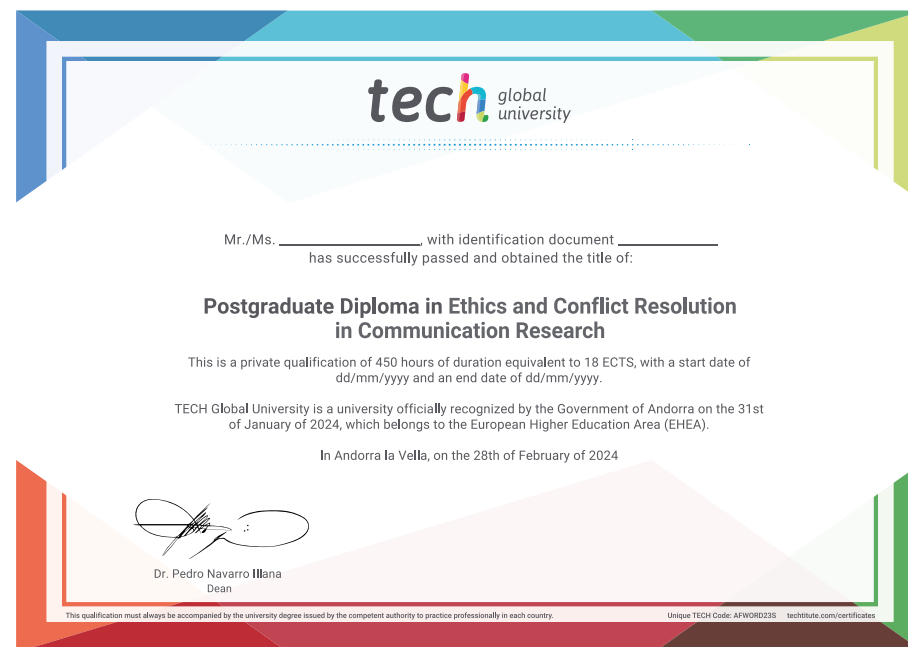 tech global university
Mr./Ms. ____________________, with identification document ______________
has successfully passed and obtained the title of:
Postgraduate Diploma in Ethics and Conflict Resolution
in Communication Research
This is a private qualification of 450 hours of duration equivalent to 18 ECTS, with a start date of
dd/mm/yyyy and an end date of dd/mm/yyyy.
TECH Global University is a university officially recognized by the Government of Andorra on the 31st
of January of 2024, which belongs to the European Higher Education Area (EHEA).
In Andorra la Vella, on the 28th of February of 2024
Dr. Pedro Navarro Illana
Dean
This qualification must always be accompanied by the university degree issued by the competent authority to practice professionally in each country.
Unique TECH Code: AFWORD23S techtitute.com/certificates